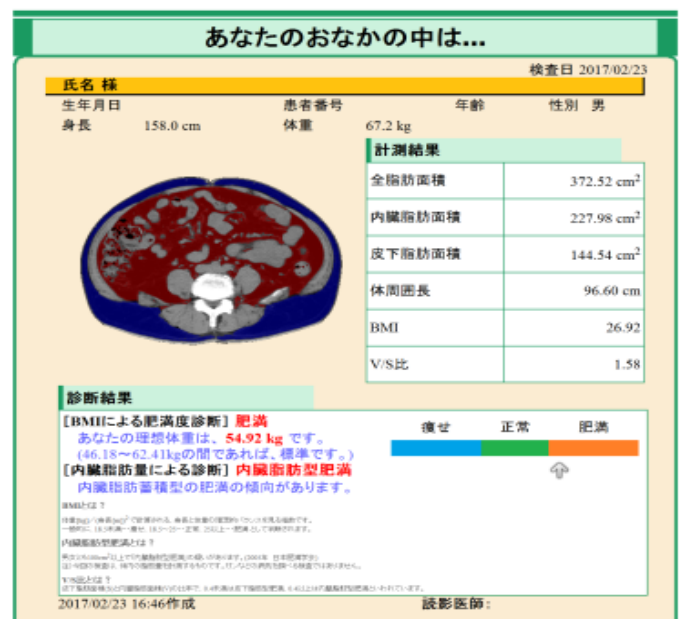 あなたのおなかの中は...
検査日 2017/02/23
氏名 様
生年月日 患者番号 年齢 性別 男
身長 158.0 cm 体重 67.2 kg
計測結果
全脂肪面積 372.52 cm²
内臓脂肪面積 227.98 cm²
皮下脂肪面積 144.54 cm²
体周囲長 96.60 cm
BMI 26.92
V/S比 1.58
診断結果
[BMIによる肥満度診断] 肥満
あなたの理想体重は、54.92 kg です。
(46.18～62.41kgの間であれば、標準です。)
[内臓脂肪量による診断] 内臓脂肪型肥満
内臓脂肪蓄積型の肥満の傾向があります。
痩せ 正常 肥満
BMIとは？
内臓脂肪型肥満とは？
V/S比とは？
2017/02/23 16:46作成 読影医師: